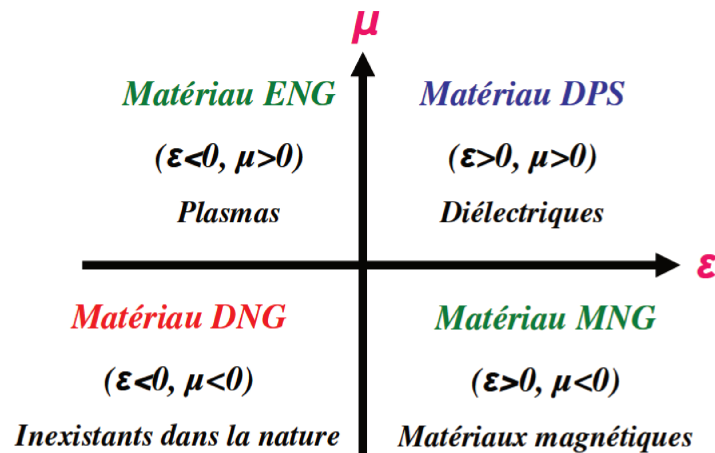 μ
Matériau ENG
(ε<0, μ>0)
Plasmas
Matériau DPS
(ε>0, μ>0)
Diélectriques
ε
Matériau DNG
(ε<0, μ<0)
Inexistants dans la nature
Matériau MNG
(ε>0, μ<0)
Matériaux magnétiques